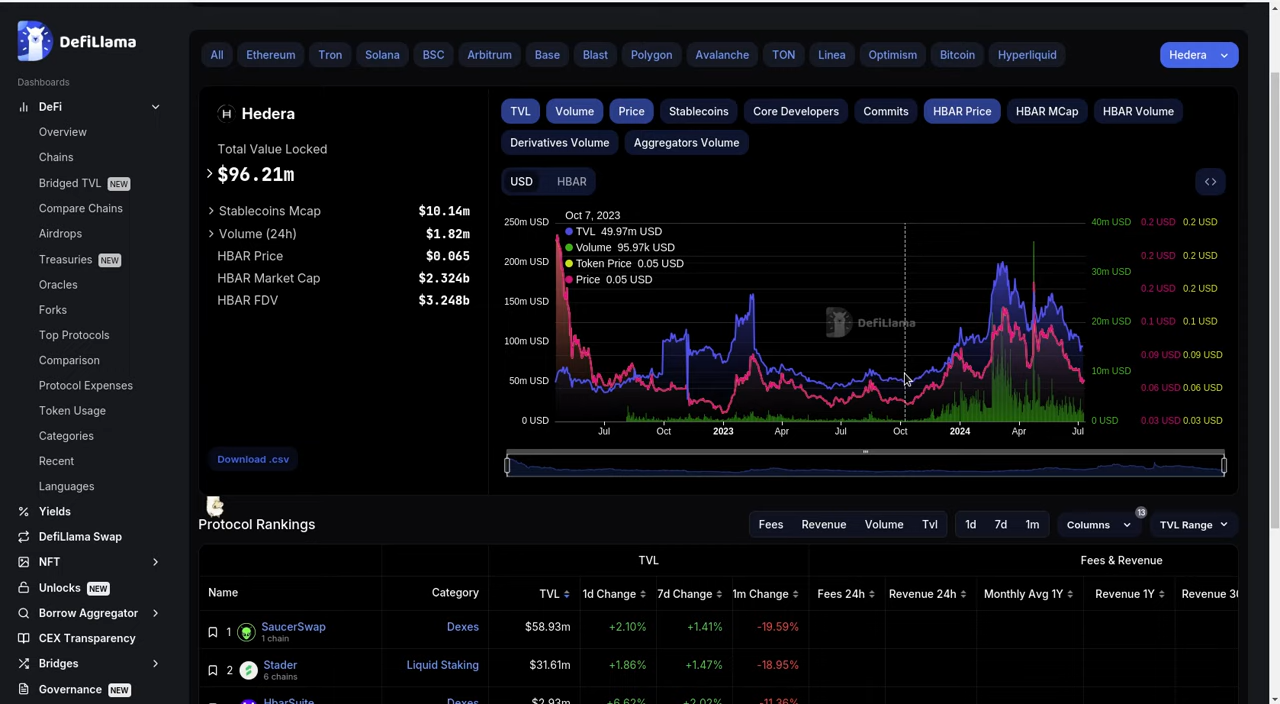 DefiLlama
Dashboards
DeFi
Overview
Chains
Bridged TVL NEW
Compare Chains
Airdrops
Treasuries NEW
Oracles
Forks
Top Protocols
Comparison
Protocol Expenses
Token Usage
Categories
Recent
Languages
Yields
DefiLlama Swap
NFT
Unlocks NEW
Borrow Aggregator
CEX Transparency
Bridges
Governance NEW
All Ethereum Tron Solana BSC Arbitrum Base Blast Polygon Avalanche TON Linea Optimism Bitcoin Hyperliquid Hedera
Hedera
Total Value Locked
$96.21m
Stablecoins Mcap $10.14m
Volume (24h) $1.82m
HBAR Price $0.065
HBAR Market Cap $2.324b
HBAR FDV $3.248b
Download .csv
TVL Volume Price Stablecoins Core Developers Commits HBAR Price HBAR MCap HBAR Volume
Derivatives Volume Aggregators Volume
USD HBAR
Oct 7, 2023
TVL 49.97m USD
Volume 95.97k USD
Token Price 0.05 USD
Price 0.05 USD
250m USD 40m USD 0.2 USD 0.2 USD
0.2 USD 0.2 USD
200m USD 30m USD
0.2 USD 0.2 USD
150m USD
20m USD 0.1 USD 0.1 USD
DefiLlama
100m USD
0.09 USD 0.09 USD
10m USD
50m USD 0.06 USD 0.06 USD
0 USD 0 USD 0.03 USD 0.03 USD
Jul Oct 2023 Apr Jul Oct 2024 Apr Jul
Protocol Rankings
Fees Revenue Volume Tvl 1d 7d 1m Columns 13 TVL Range
TVL Fees & Revenue
Name Category TVL 1d Change 7d Change 1m Change Fees 24h Revenue 24h Monthly Avg 1Y Revenue 1Y Revenue 30
1 SaucerSwap Dexes $58.93m +2.10% +1.41% -19.59%
1 chain
2 Stader Liquid Staking $31.61m +1.86% +1.47% -18.95%
6 chains
HbarSuite Dexes $2.93m +6.62% +2.02% -11.36%